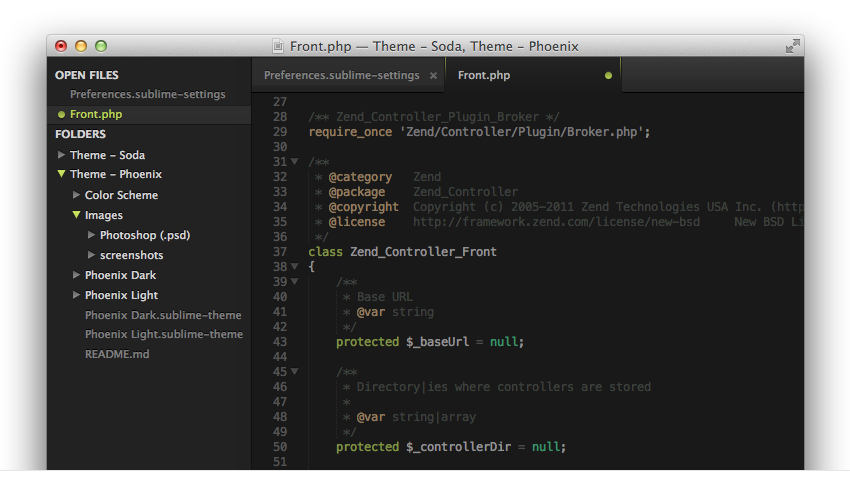 Front.php — Theme – Soda, Theme – Phoenix
OPEN FILES
Preferences.sublime-settings
Front.php
FOLDERS
Theme – Soda
Theme – Phoenix
Color Scheme
Images
Photoshop (.psd)
screenshots
Phoenix Dark
Phoenix Light
Phoenix Dark.sublime-theme
Phoenix Light.sublime-theme
README.md
Preferences.sublime-settings × Front.php
27
28 /** Zend_Controller_Plugin_Broker */
29 require_once 'Zend/Controller/Plugin/Broker.php';
30
31 /**
32 * @category Zend
33 * @package Zend_Controller
34 * @copyright Copyright (c) 2005-2011 Zend Technologies USA Inc. (http
35 * @license http://framework.zend.com/license/new-bsd New BSD Li
36 */
37 class Zend_Controller_Front
38 {
39 /**
40 * Base URL
41 * @var string
42 */
43 protected $_baseUrl = null;
44
45 /**
46 * Directory|ies where controllers are stored
47 *
48 * @var string|array
49 */
50 protected $_controllerDir = null;
51